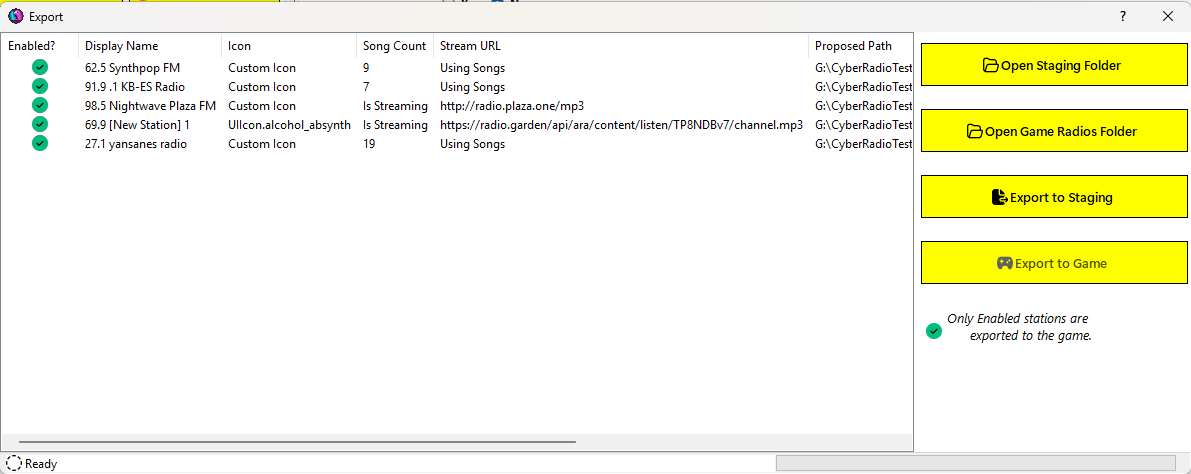 Export
?
Enabled? Display Name Icon Song Count Stream URL Proposed Path
62.5 Synthpop FM Custom Icon 9 Using Songs G:\CyberRadioTest
91.9 .1 KB-ES Radio Custom Icon 7 Using Songs G:\CyberRadioTest
98.5 Nightwave Plaza FM Custom Icon Is Streaming http://radio.plaza.one/mp3 G:\CyberRadioTest
69.9 [New Station] 1 UIIcon.alcohol_absynth Is Streaming https://radio.garden/api/ara/content/listen/TP8NDBv7/channel.mp3 G:\CyberRadioTest
27.1 yansanes radio Custom Icon 19 Using Songs G:\CyberRadioTest
Open Staging Folder
Open Game Radios Folder
Export to Staging
Export to Game
Only Enabled stations are
exported to the game.
Ready